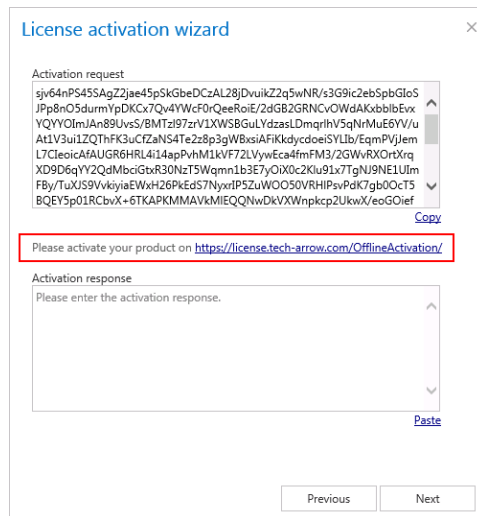 License activation wizard
Activation request
sjv64nPS45SAgZ2jae45pSkGbeDCzAL28jDvuikZ2q5wNR/s3G9ic2ebSpbGIoS
JPp8nO5durmYpDKCx7Qv4YWcF0rQeeRoiE/2dGB2GRNCvOWdAKxbblbEvx
YQYYOImJAn89UvsS/BMTzl97zrV1XWSBGuLYdzasLDmqrlhV5qNrMuE6YV/u
At1V3ui1ZQThFK3uCfZaNS4Te2z8p3gWBxsiAFiKkdycdoeiSYLIb/EqmPVjJem
L7CIeoicAfAUGR6HRL4i14apPvhM1kVF72LVywEca4fmFM3/2GWvRXOrtXrq
XD9D6qYY2QdMbciGtxR30NzT5Wqmn1b3E7yOiX0c2Klu91x7TgNJ9NE1UIm
FBy/TuXJS9VvkiyiaEWxH26PkEdS7NyxrIP5ZuWOO50VRHIPsvPdK7gb0OcT5
BQEY5p01RCbvX+6TKAPKMMAVkMlEQQNwDkVXWnpkcp2UkwX/eoGOief
Copy
Please activate your product on https://license.tech-arrow.com/OfflineActivation/
Activation response
Please enter the activation response.
Paste
Previous
Next